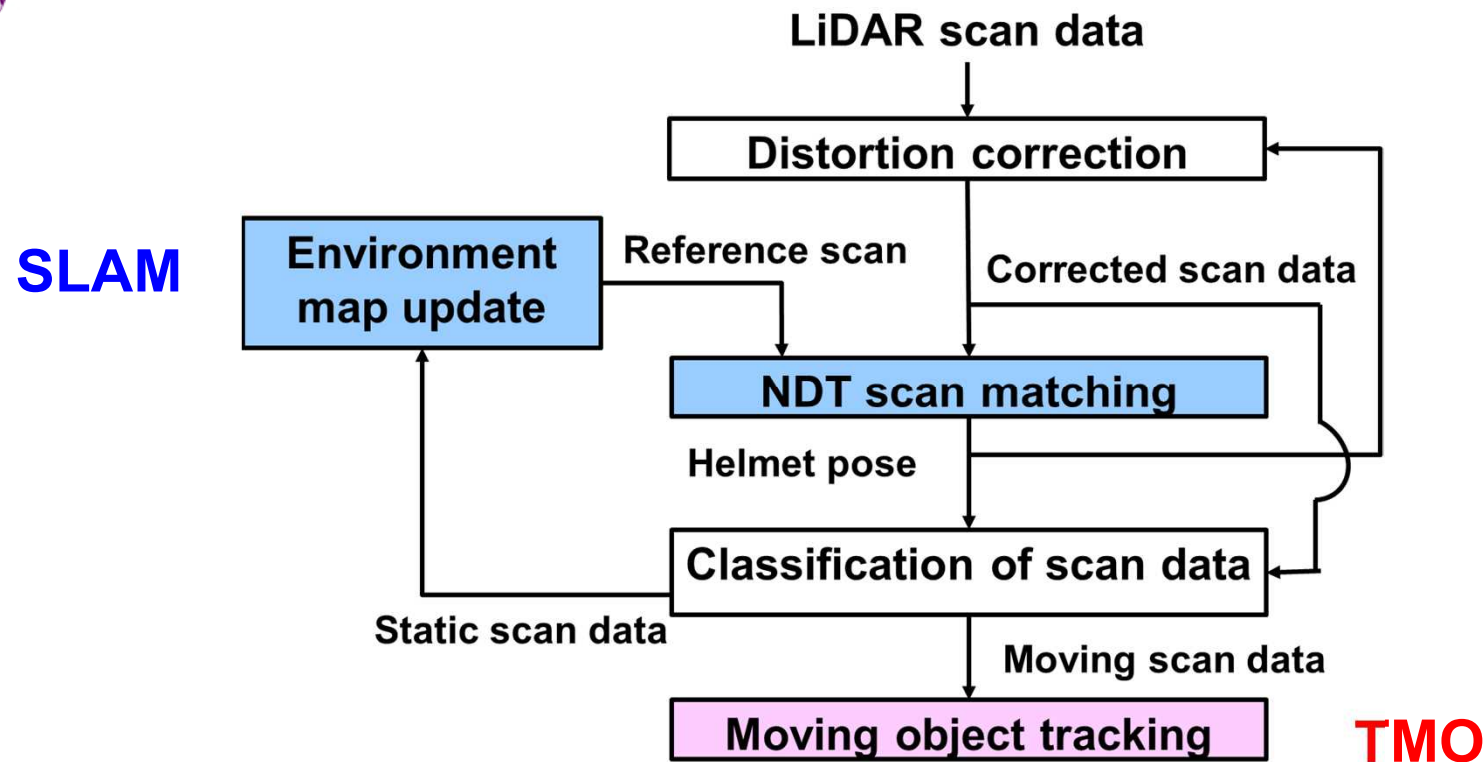 LiDAR scan data
Distortion correction
SLAM
Environment
map update
Reference scan
Corrected scan data
NDT scan matching
Helmet pose
Classification of scan data
Static scan data
Moving scan data
Moving object tracking
TMO